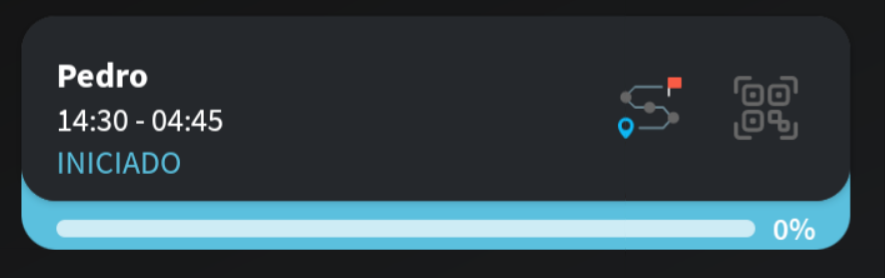 Pedro
14:30 - 04:45
INICIADO
0%